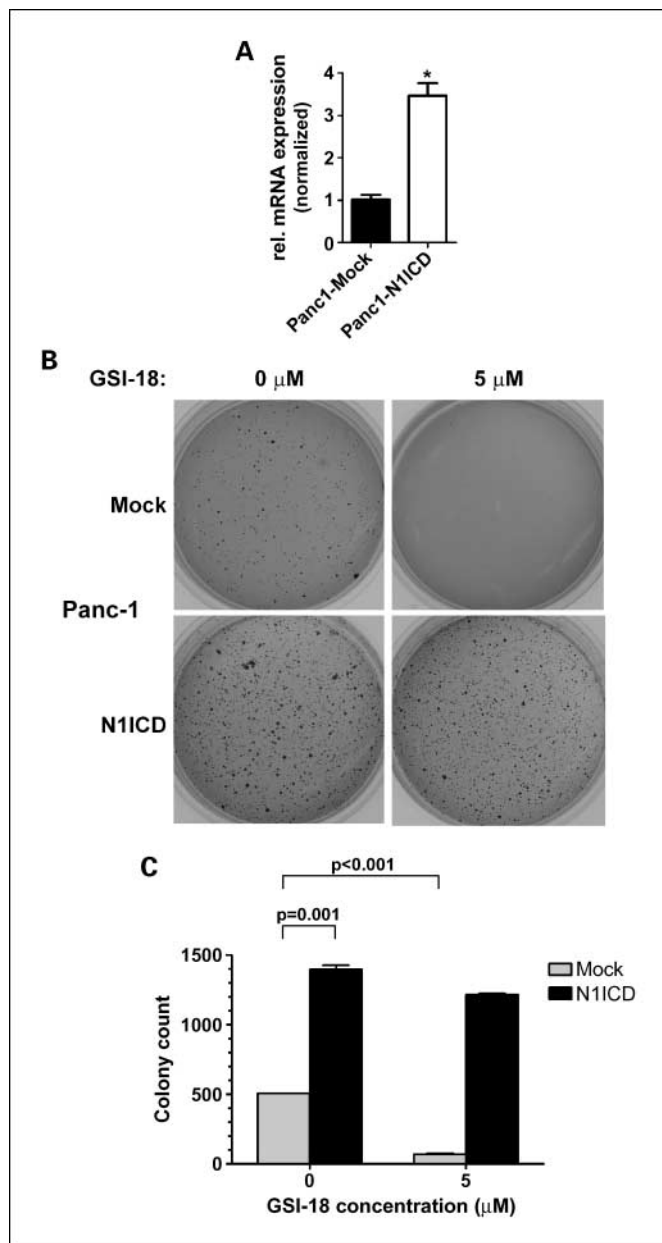 A
rel. mRNA expression
(normalized)
4
3
2
1
0
*
Panc1-Mock
Panc1-N1ICD
B
GSI-18:
0 μM
5 μM
Mock
Panc-1
N1ICD
C
p<0.001
p=0.001
Colony count
1500
1000
500
0
Mock
N1ICD
0
5
GSI-18 concentration (μM)